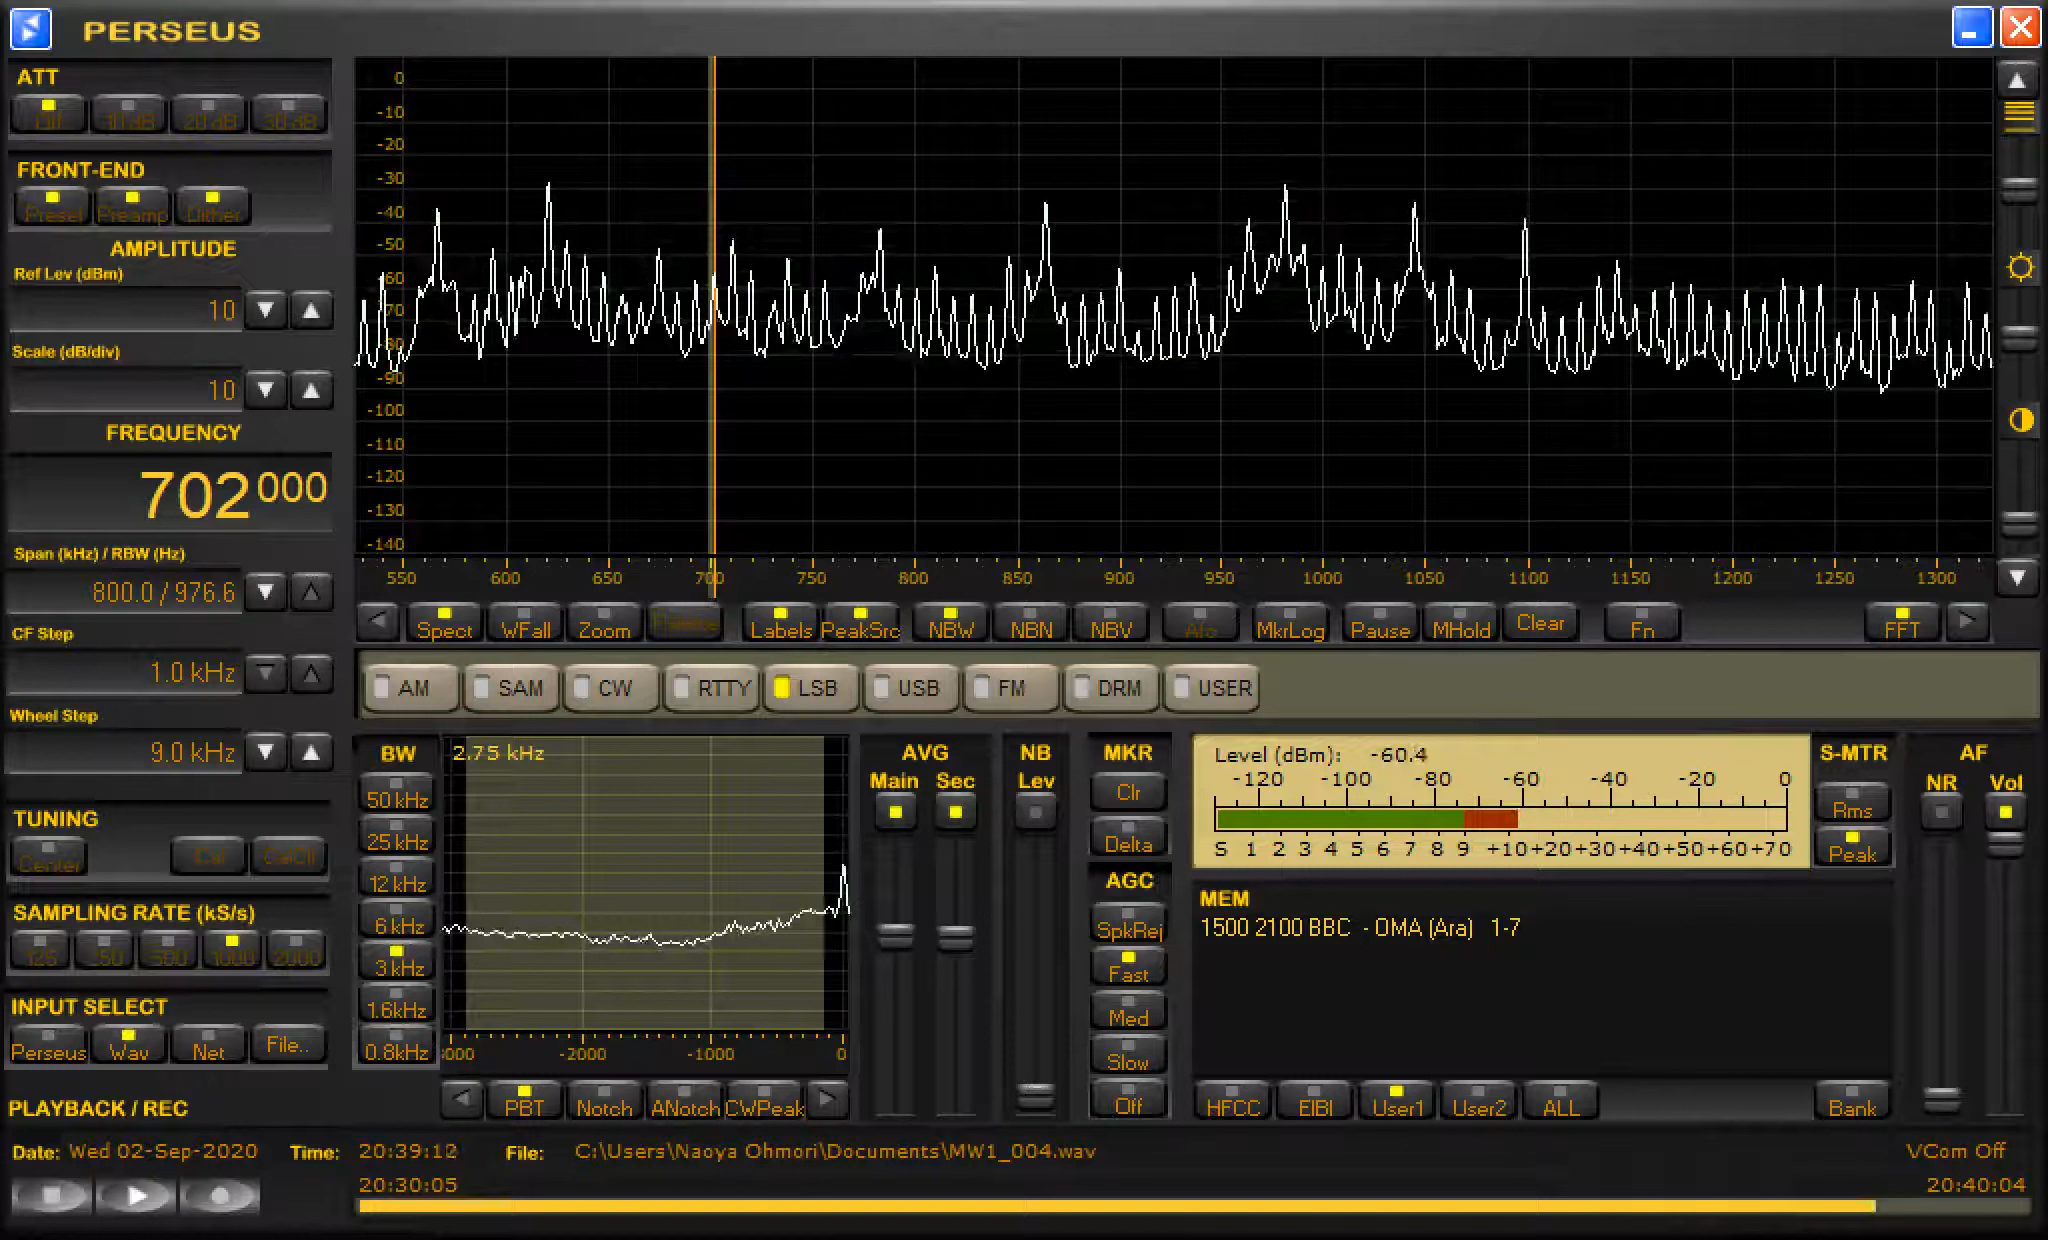 PERSEUS
ATT
Off 10 dB 20 dB 30 dB
FRONT-END
Presel Preamp Dither
AMPLITUDE
Ref Lev (dBm)
10
Scale (dB/div)
10
FREQUENCY
702 000
Span (kHz) / RBW (Hz)
800.0 / 976.6
CF Step
1.0 kHz
Wheel Step
9.0 kHz
TUNING
Center Cal CalClr
SAMPLING RATE (kS/s)
125 250 500 1000 2000
INPUT SELECT
Perseus Wav Net File..
0
-10
-20
-30
-40
-50
-60
-70
-80
-90
-100
-110
-120
-130
-140
550 600 650 700 750 800 850 900 950 1000 1050 1100 1150 1200 1250 1300
Spect WFall Zoom Labels PeakSrc NBW NBN NBV Afc MkrLog Pause MHold Clear Fn FFT
AM SAM CW RTTY LSB USB FM DRM USER
BW
50 kHz
25 kHz
12 kHz
6 kHz
3 kHz
1.6kHz
0.8kHz
2.75 kHz
-2000 -1000 0
PBT Notch ANotch CWPeak
AVG
Main Sec
NB
Lev
MKR
Clr
Delta
AGC
SpkRej
Fast
Med
Slow
Off
Level (dBm): -60.4
-120 -100 -80 -60 -40 -20 0
S 1 2 3 4 5 6 7 8 9 +10+20+30+40+50+60+70
S-MTR
Rms
Peak
AF
NR Vol
MEM
1500 2100 BBC - OMA (Ara) 1-7
HFCC EIBI User1 User2 ALL Bank
PLAYBACK / REC
Date: Wed 02-Sep-2020 Time: 20:39:12 File: C:\Users\Naoya Ohmori\Documents\MW1_004.wav VCom Off
20:30:05 20:40:04